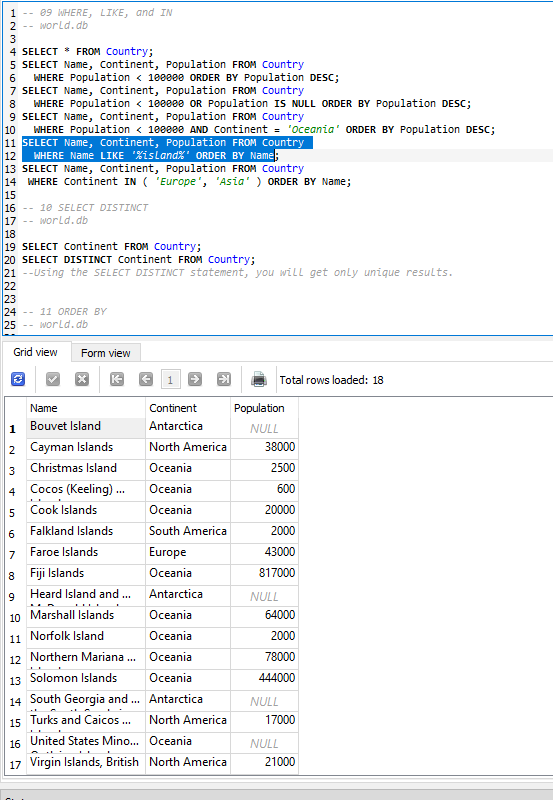 1 -- 09 WHERE, LIKE, and IN
2 -- world.db
3
4 SELECT * FROM Country;
5 SELECT Name, Continent, Population FROM Country
6 WHERE Population < 100000 ORDER BY Population DESC;
7 SELECT Name, Continent, Population FROM Country
8 WHERE Population < 100000 OR Population IS NULL ORDER BY Population DESC;
9 SELECT Name, Continent, Population FROM Country
10 WHERE Population < 100000 AND Continent = 'Oceania' ORDER BY Population DESC;
11 SELECT Name, Continent, Population FROM Country
12 WHERE Name LIKE '%island%' ORDER BY Name;
13 SELECT Name, Continent, Population FROM Country
14 WHERE Continent IN ( 'Europe', 'Asia' ) ORDER BY Name;
15
16 -- 10 SELECT DISTINCT
17 -- world.db
18
19 SELECT Continent FROM Country;
20 SELECT DISTINCT Continent FROM Country;
21 --Using the SELECT DISTINCT statement, you will get only unique results.
22
23
24 -- 11 ORDER BY
25 -- world.db
Grid view Form view
1 Total rows loaded: 18
Name Continent Population
1 Bouvet Island Antarctica NULL
2 Cayman Islands North America 38000
3 Christmas Island Oceania 2500
4 Cocos (Keeling) ... Oceania 600
5 Cook Islands Oceania 20000
6 Falkland Islands South America 2000
7 Faroe Islands Europe 43000
8 Fiji Islands Oceania 817000
9 Heard Island and ... Antarctica NULL
10 Marshall Islands Oceania 64000
11 Norfolk Island Oceania 2000
12 Northern Mariana ... Oceania 78000
13 Solomon Islands Oceania 444000
14 South Georgia and ... Antarctica NULL
15 Turks and Caicos ... North America 17000
16 United States Mino... Oceania NULL
17 Virgin Islands, British North America 21000